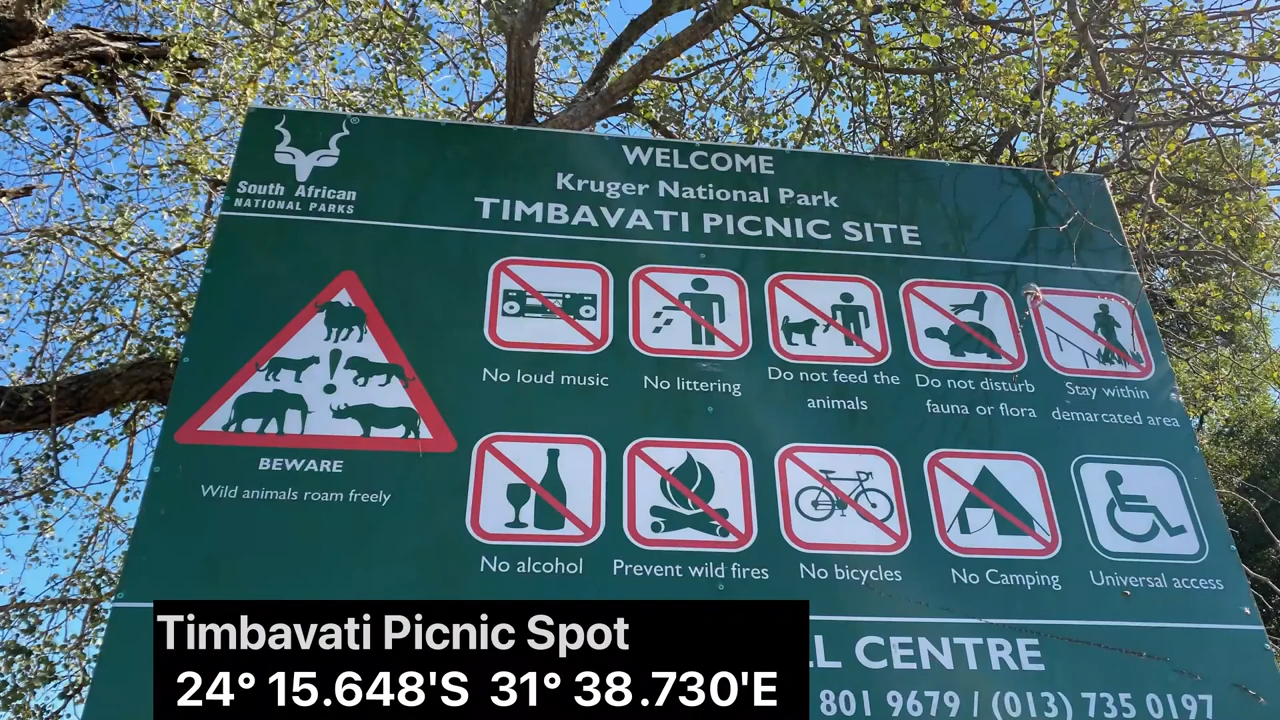 South African
NATIONAL PARKS
®
WELCOME
Kruger National Park
TIMBAVATI PICNIC SITE
BEWARE
Wild animals roam freely
No loud music
No littering
Do not feed the
animals
Do not disturb
fauna or flora
Stay within
demarcated area
No alcohol
Prevent wild fires
No bicycles
No Camping
Universal access
CENTRE
801 9679 / (013) 735 0197
Timbavati Picnic Spot
24° 15.648'S 31° 38.730'E